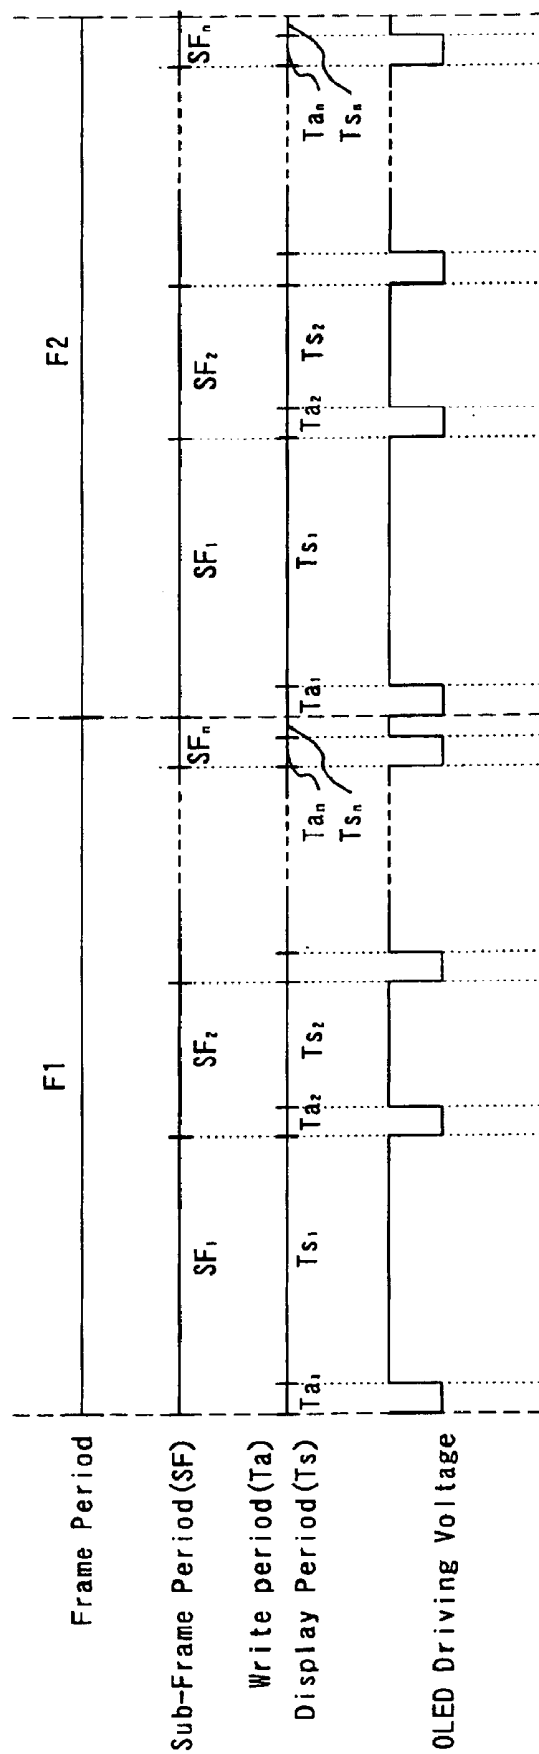 Frame Period
F1
F2
Sub-Frame Period(SF)
SF₁
SF₂
SFₙ
SF₁
SF₂
SFₙ
Write period(Ta)
Display Period(Ts)
Ta₁
Ts₁
Ta₂
Ts₂
Taₙ
Tsₙ
Ta₁
Ts₁
Ta₂
Ts₂
Taₙ
Tsₙ
OLED Driving Voltage